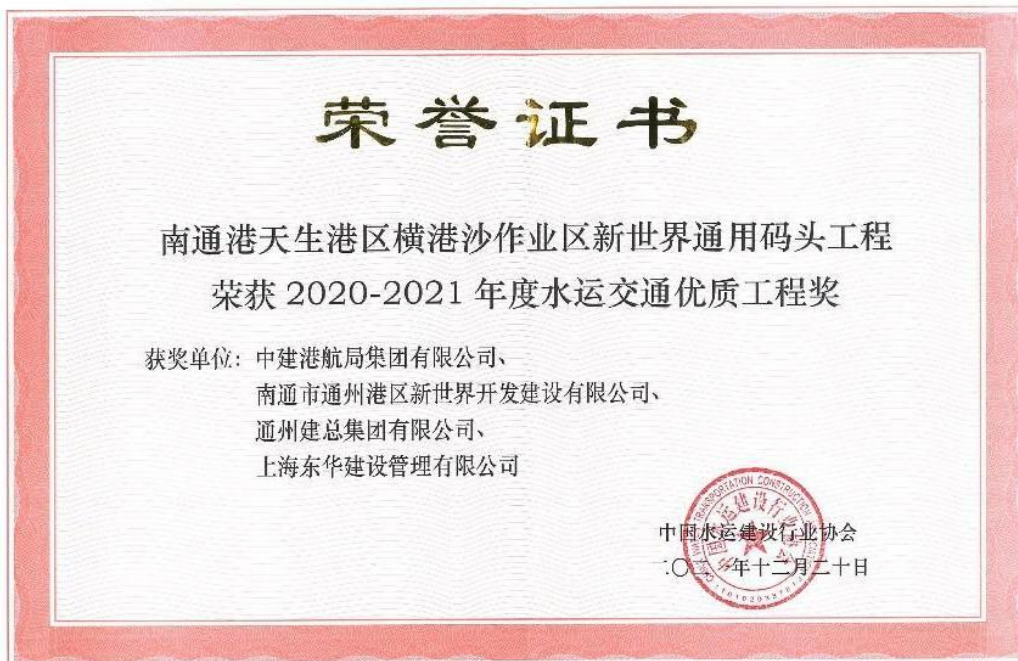 荣誉证书
南通港天生港区横港沙作业区新世界通用码头工程
荣获 2020-2021 年度水运交通优质工程奖
获奖单位：中建港航局集团有限公司、
南通市通州港区新世界开发建设有限公司、
通州建总集团有限公司、
上海东华建设管理有限公司
中国水运建设行业协会
年十二月二十日